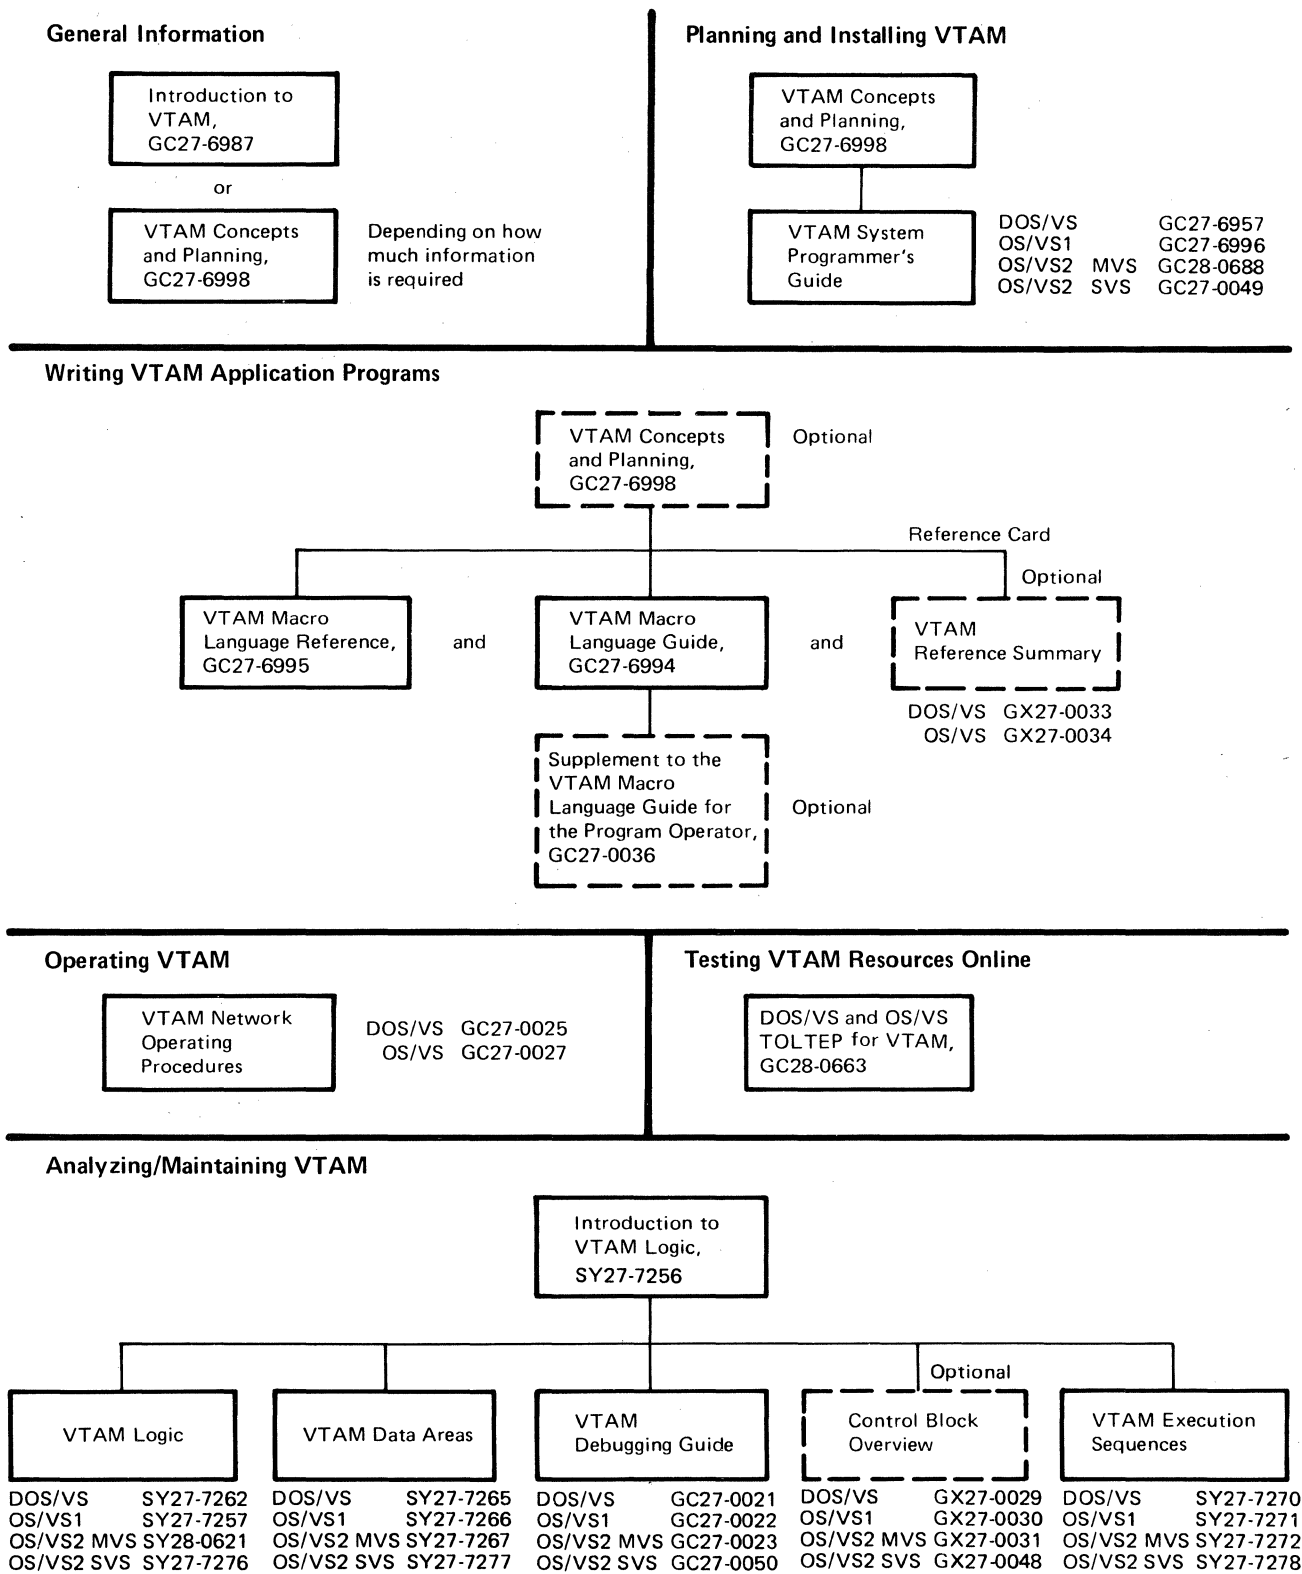 General Information
Introduction to
VTAM,
GC27-6987
or
VTAM Concepts
and Planning,
GC27-6998
Depending on how
much information
is required
Planning and Installing VTAM
VTAM Concepts
and Planning,
GC27-6998
VTAM System
Programmer's
Guide
DOS/VS GC27-6957
OS/VS1 GC27-6996
OS/VS2 MVS GC28-0688
OS/VS2 SVS GC27-0049
Writing VTAM Application Programs
VTAM Concepts
and Planning,
GC27-6998
Optional
Reference Card
Optional
VTAM Macro
Language Reference,
GC27-6995
and
VTAM Macro
Language Guide,
GC27-6994
and
VTAM
Reference Summary
DOS/VS GX27-0033
OS/VS GX27-0034
Supplement to the
VTAM Macro
Language Guide for
the Program Operator,
GC27-0036
Optional
Operating VTAM
VTAM Network
Operating
Procedures
DOS/VS GC27-0025
OS/VS GC27-0027
Testing VTAM Resources Online
DOS/VS and OS/VS
TOLTEP for VTAM,
GC28-0663
Analyzing/Maintaining VTAM
Introduction to
VTAM Logic,
SY27-7256
Optional
VTAM Logic
DOS/VS SY27-7262
OS/VS1 SY27-7257
OS/VS2 MVS SY28-0621
OS/VS2 SVS SY27-7276
VTAM Data Areas
DOS/VS SY27-7265
OS/VS1 SY27-7266
OS/VS2 MVS SY27-7267
OS/VS2 SVS SY27-7277
VTAM
Debugging Guide
DOS/VS GC27-0021
OS/VS1 GC27-0022
OS/VS2 MVS GC27-0023
OS/VS2 SVS GC27-0050
Control Block
Overview
DOS/VS GX27-0029
OS/VS1 GX27-0030
OS/VS2 MVS GX27-0031
OS/VS2 SVS GX27-0048
VTAM Execution
Sequences
DOS/VS SY27-7270
OS/VS1 SY27-7271
OS/VS2 MVS SY27-7272
OS/VS2 SVS SY27-7278